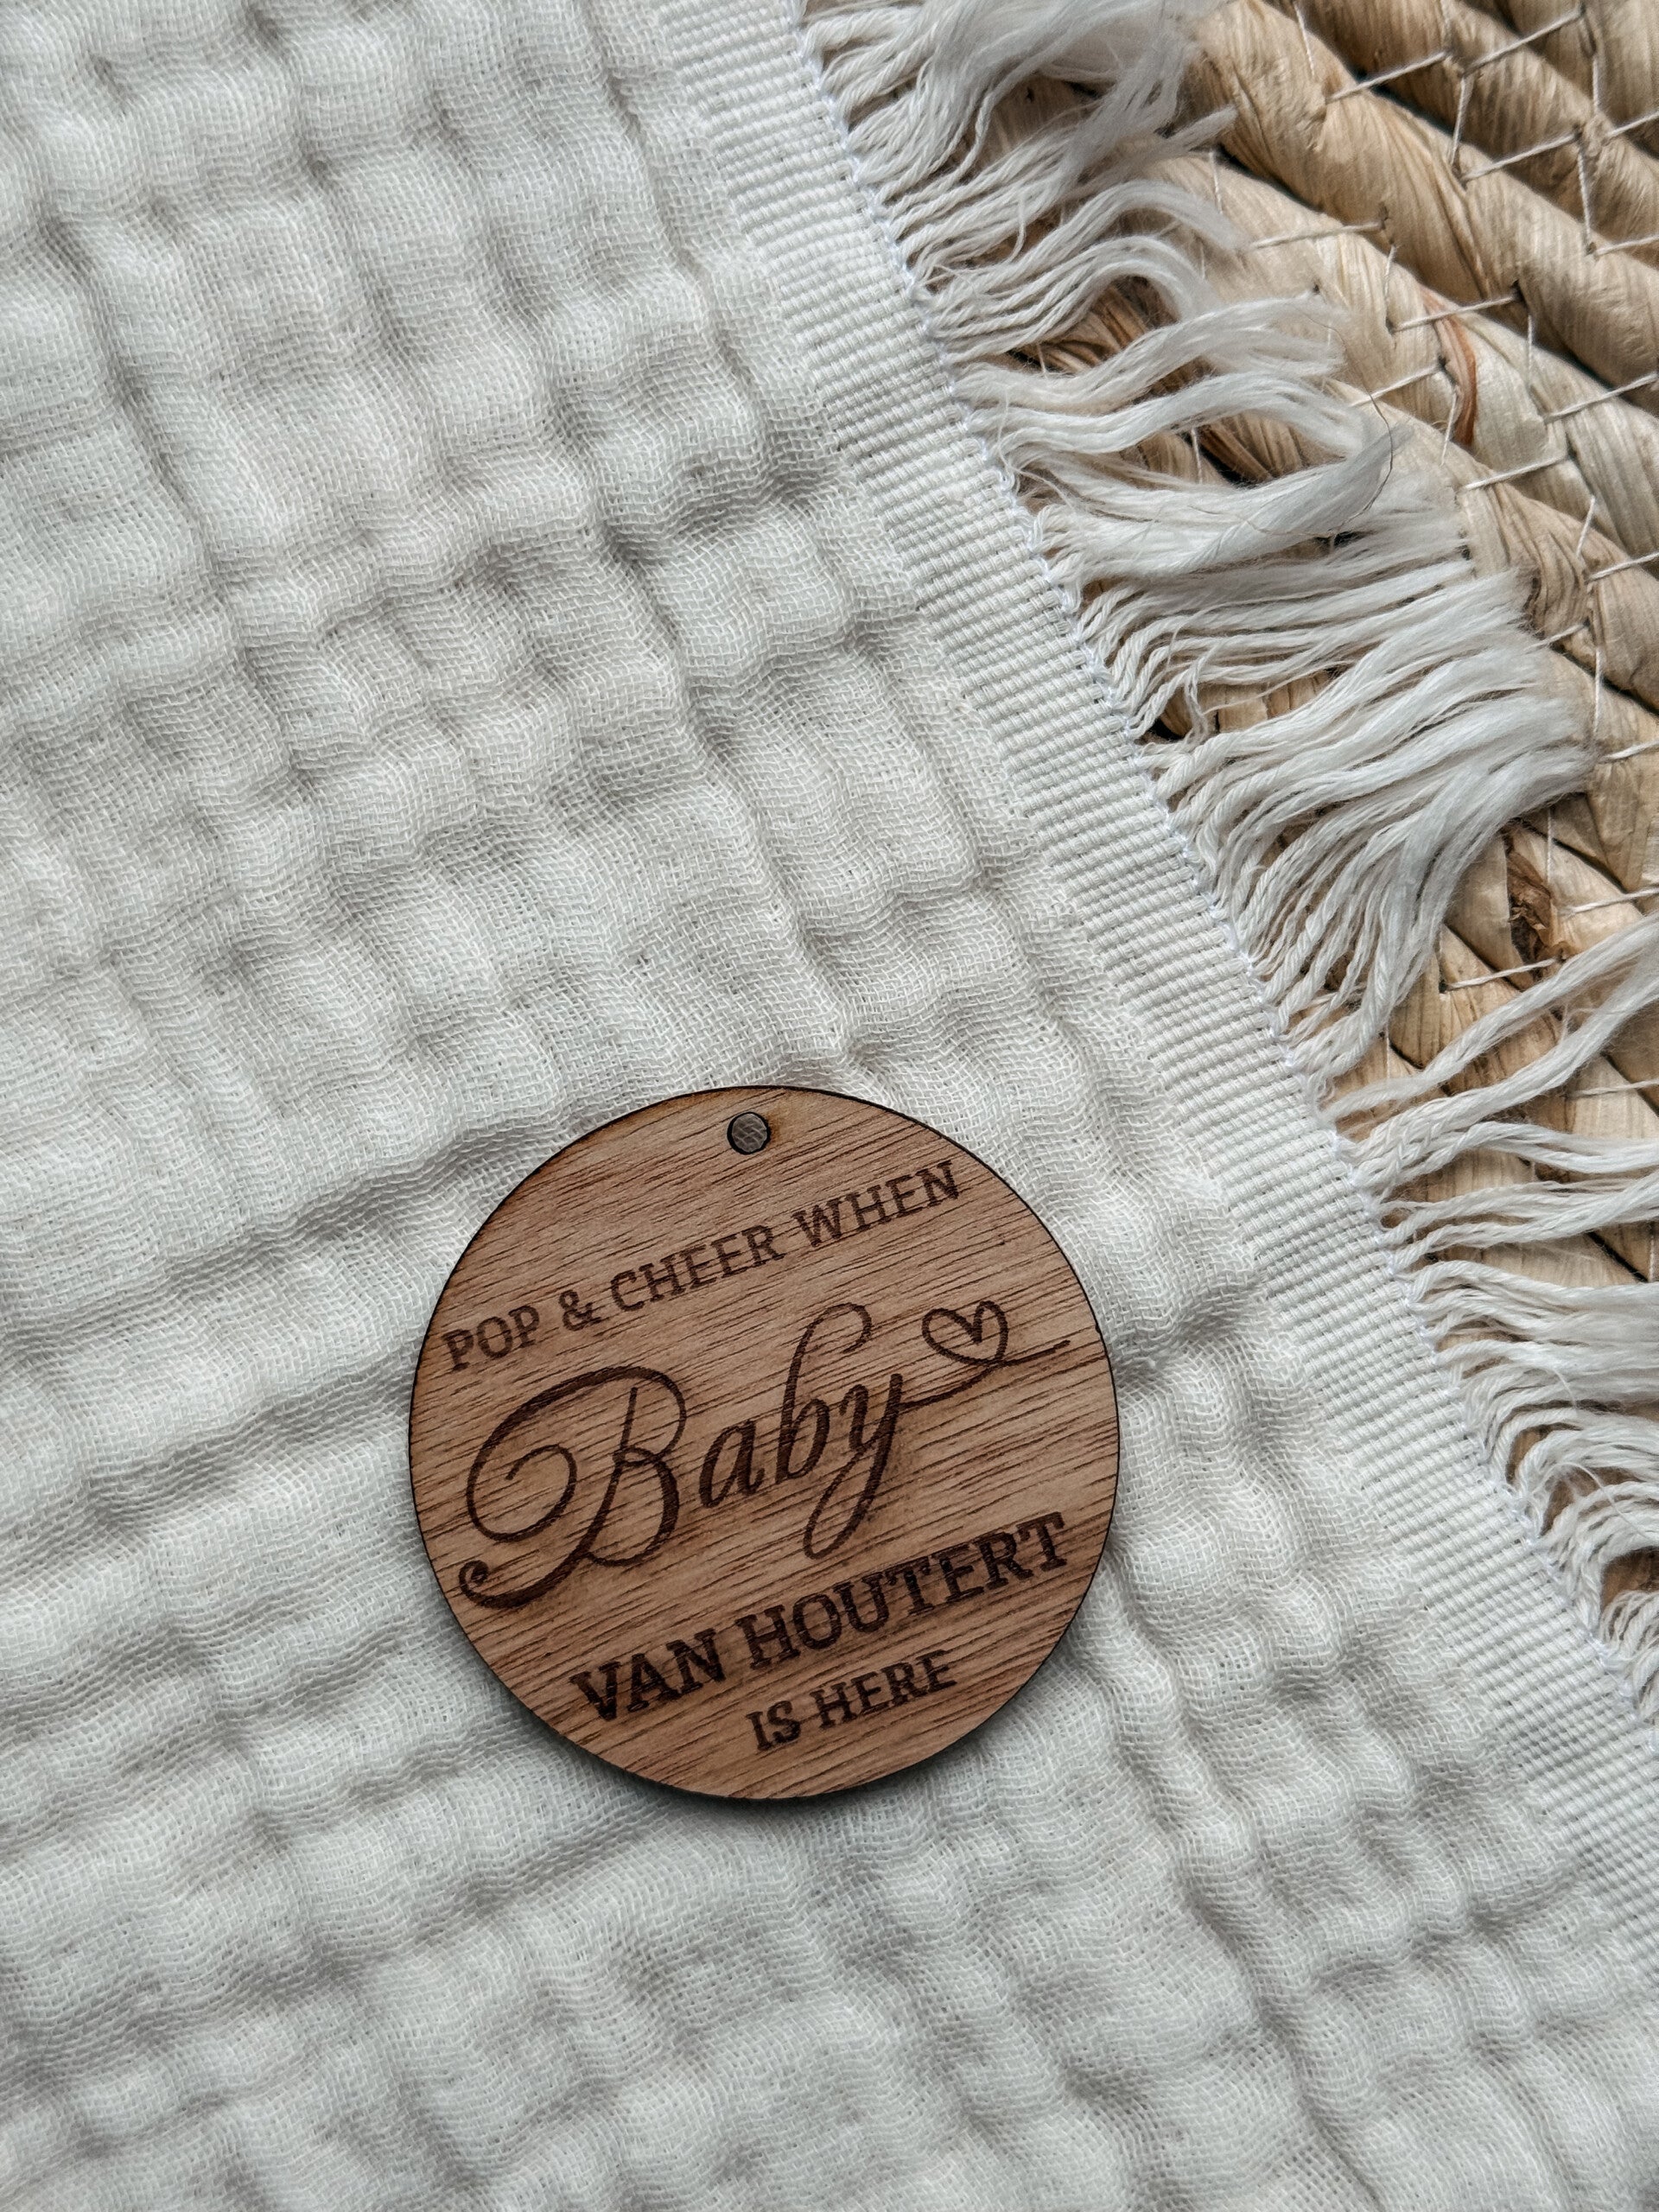 POP & CHEER WHEN
Baby
VAN HOUTERT
IS HERE